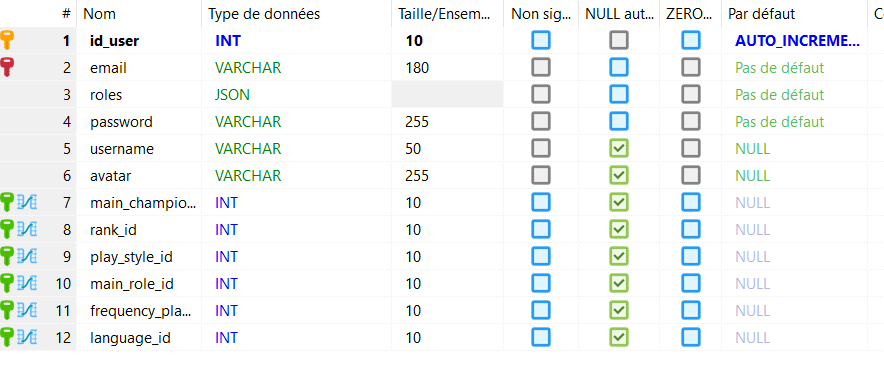 # Nom Type de données Taille/Ensem... Non sig... NULL aut... ZERO... Par défaut C
1 id_user INT 10 AUTO_INCREME...
2 email VARCHAR 180 Pas de défaut
3 roles JSON Pas de défaut
4 password VARCHAR 255 Pas de défaut
5 username VARCHAR 50 NULL
6 avatar VARCHAR 255 NULL
7 main_champio... INT 10 NULL
8 rank_id INT 10 NULL
9 play_style_id INT 10 NULL
10 main_role_id INT 10 NULL
11 frequency_pla... INT 10 NULL
12 language_id INT 10 NULL